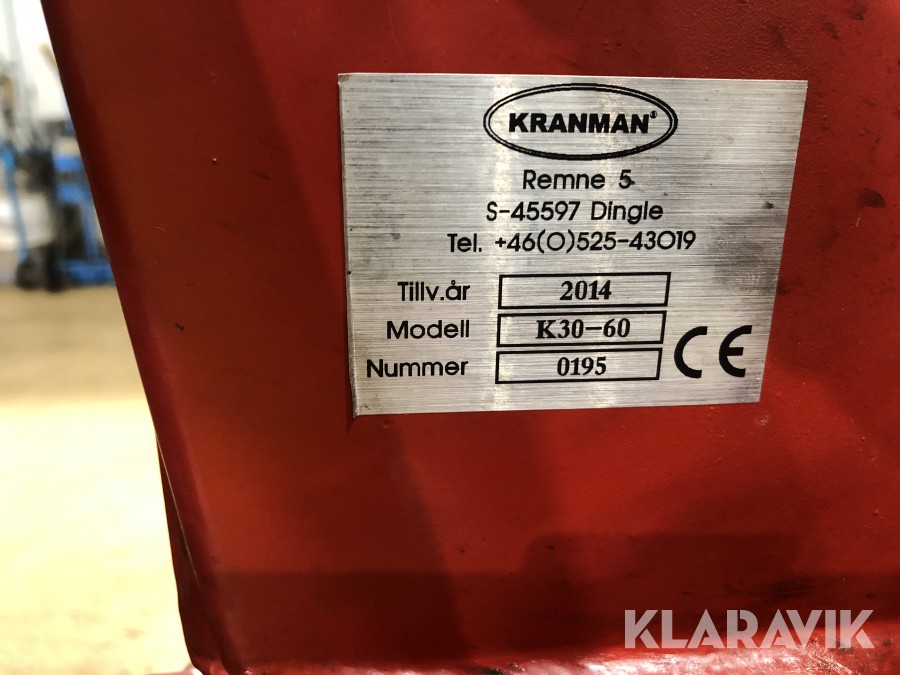 KRANMAN®
Remne 5
S-45597 Dingle
Tel. +46(0)525-43019
Tillv.år 2014
Modell K30-60
Nummer 0195
CE
KLARAVIK